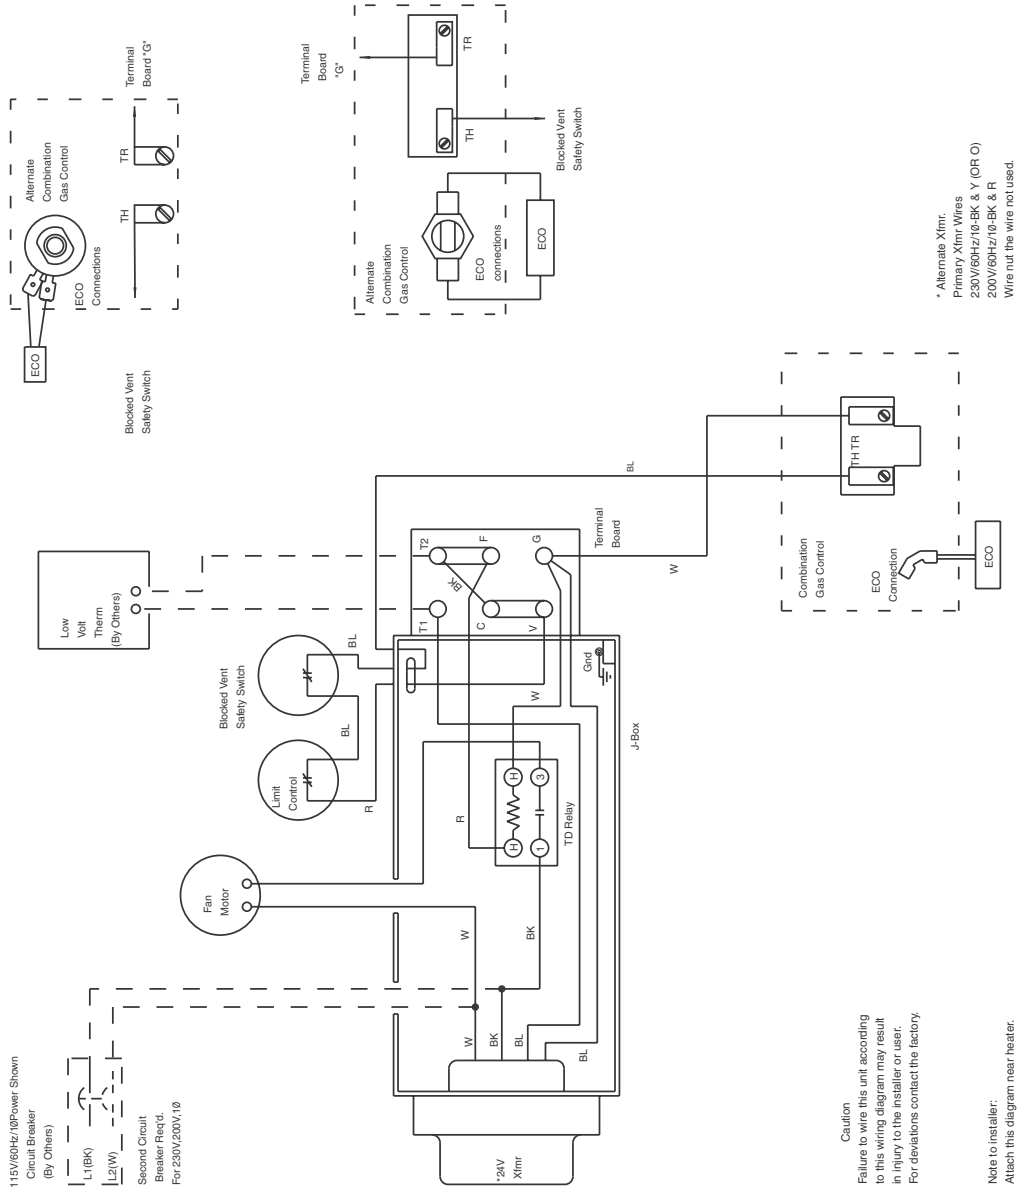 115V/60Hz/1ØPower Shown
Circuit Breaker
(By Others)
L1(BK)
L2(W)
Second Circuit
Breaker Req'd.
For 230V,200V,1Ø
Fan
Motor
Limit
Control
Blocked Vent
Safety Switch
BL
BL
R
Low
Volt
Therm
(By Others)
Blocked Vent
Safety Switch
ECO
ECO
Connections
Alternate
Combination
Gas Control
TH
TR
Terminal
Board "G"
Terminal
Board
"G"
TR
TH
Blocked Vent
Safety Switch
Alternate
Combination
Gas Control
ECO
connections
ECO
*24V
Xfmr
W
BK
BL
BL
W
BK
R
H
H
1
3
TD Relay
W
J-Box
Gnd
T1
T2
C
F
V
G
BK
Terminal
Board
BL
W
Combination
Gas Control
TH TR
ECO
Connection
ECO
* Alternate Xfmr.
Primary Xfmr Wires
230V/60Hz/1Ø-BK & Y (OR O)
200V/60Hz/1Ø-BK & R
Wire nut the wire not used.
Caution
Failure to wire this unit according
to this wiring diagram may result
in injury to the installer or user.
For deviations contact the factory.
Note to installer:
Attach this diagram near heater.